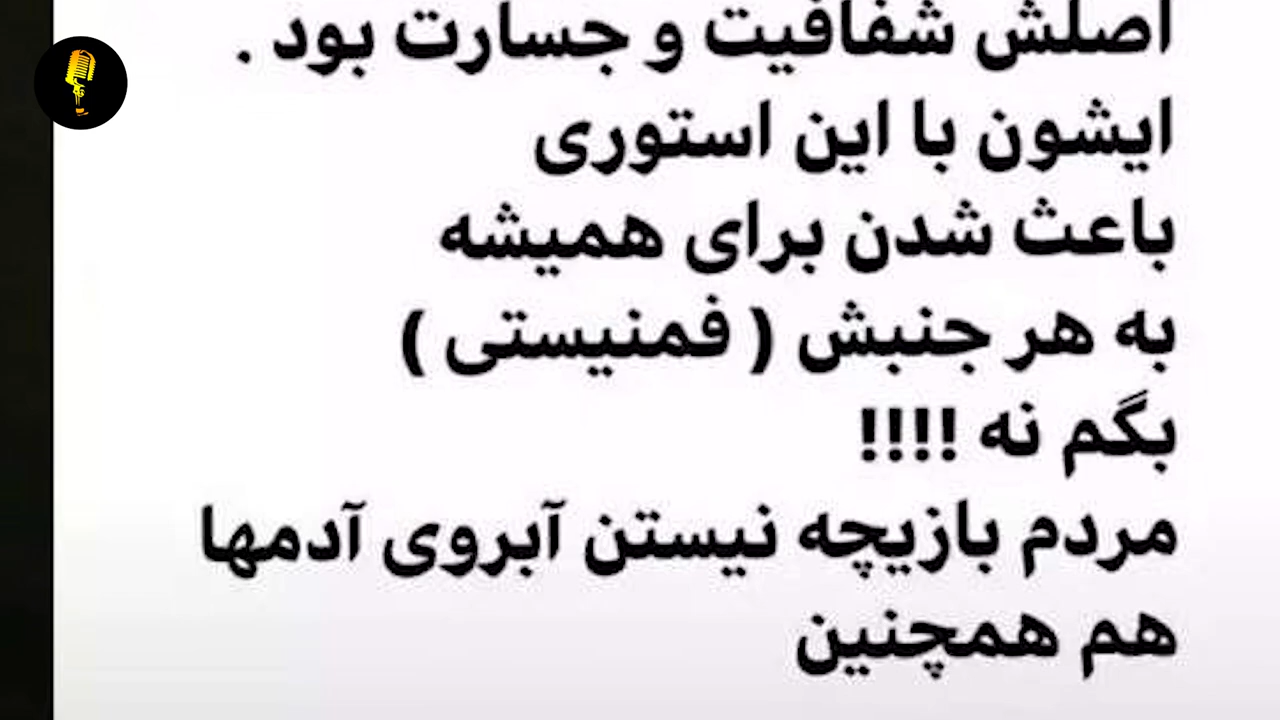 اصلش شفافیت و جسارت بود .
ایشون با این استوری
باعث شدن برای همیشه
به هر جنبش ( فمنیستی )
بگم نه !!!!
مردم بازیچه نیستن آبروی آدمها
هم همچنین